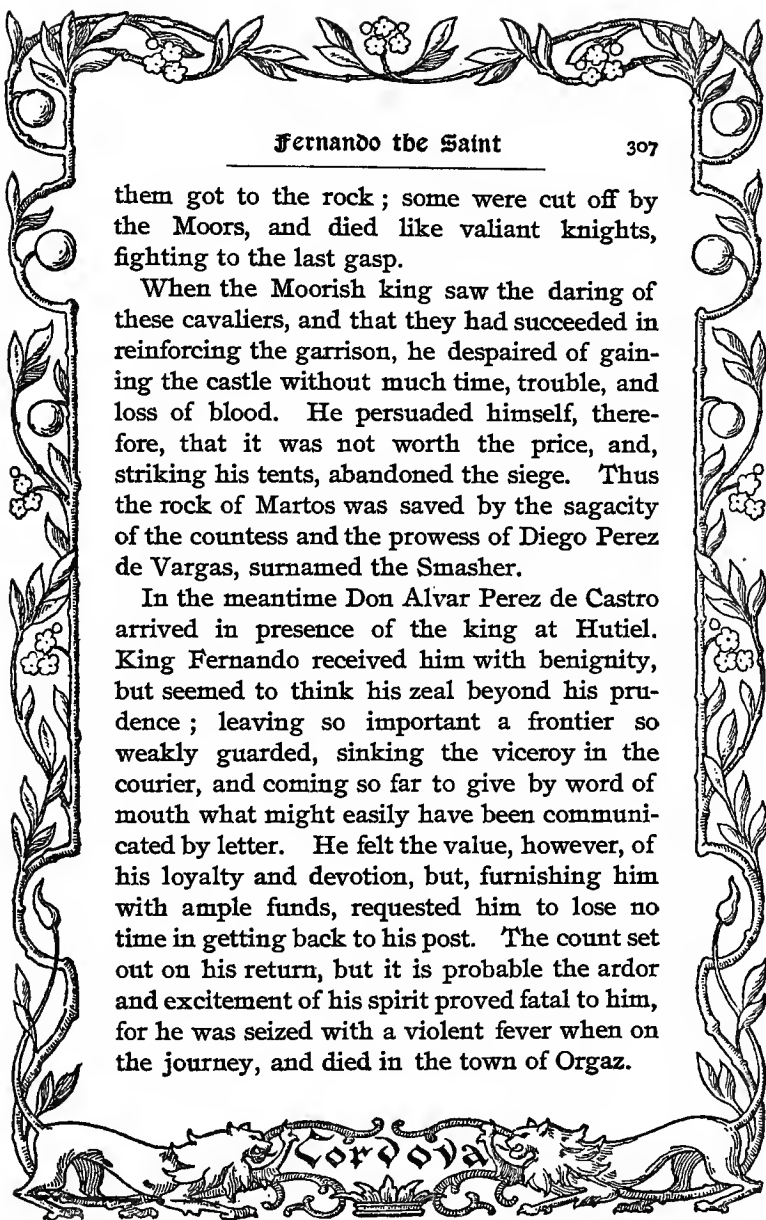 Fernando the Saint 307
them got to the rock ; some were cut off by
the Moors, and died like valiant knights,
fighting to the last gasp.
When the Moorish king saw the daring of
these cavaliers, and that they had succeeded in
reinforcing the garrison, he despaired of gain-
ing the castle without much time, trouble, and
loss of blood. He persuaded himself, there-
fore, that it was not worth the price, and,
striking his tents, abandoned the siege. Thus
the rock of Martos was saved by the sagacity
of the countess and the prowess of Diego Perez
de Vargas, surnamed the Smasher.
In the meantime Don Alvar Perez de Castro
arrived in presence of the king at Hutiel.
King Fernando received him with benignity,
but seemed to think his zeal beyond his pru-
dence ; leaving so important a frontier so
weakly guarded, sinking the viceroy in the
courier, and coming so far to give by word of
mouth what might easily have been communi-
cated by letter. He felt the value, however, of
his loyalty and devotion, but, furnishing him
with ample funds, requested him to lose no
time in getting back to his post. The count set
out on his return, but it is probable the ardor
and excitement of his spirit proved fatal to him,
for he was seized with a violent fever when on
the journey, and died in the town of Orgaz.
Cordova